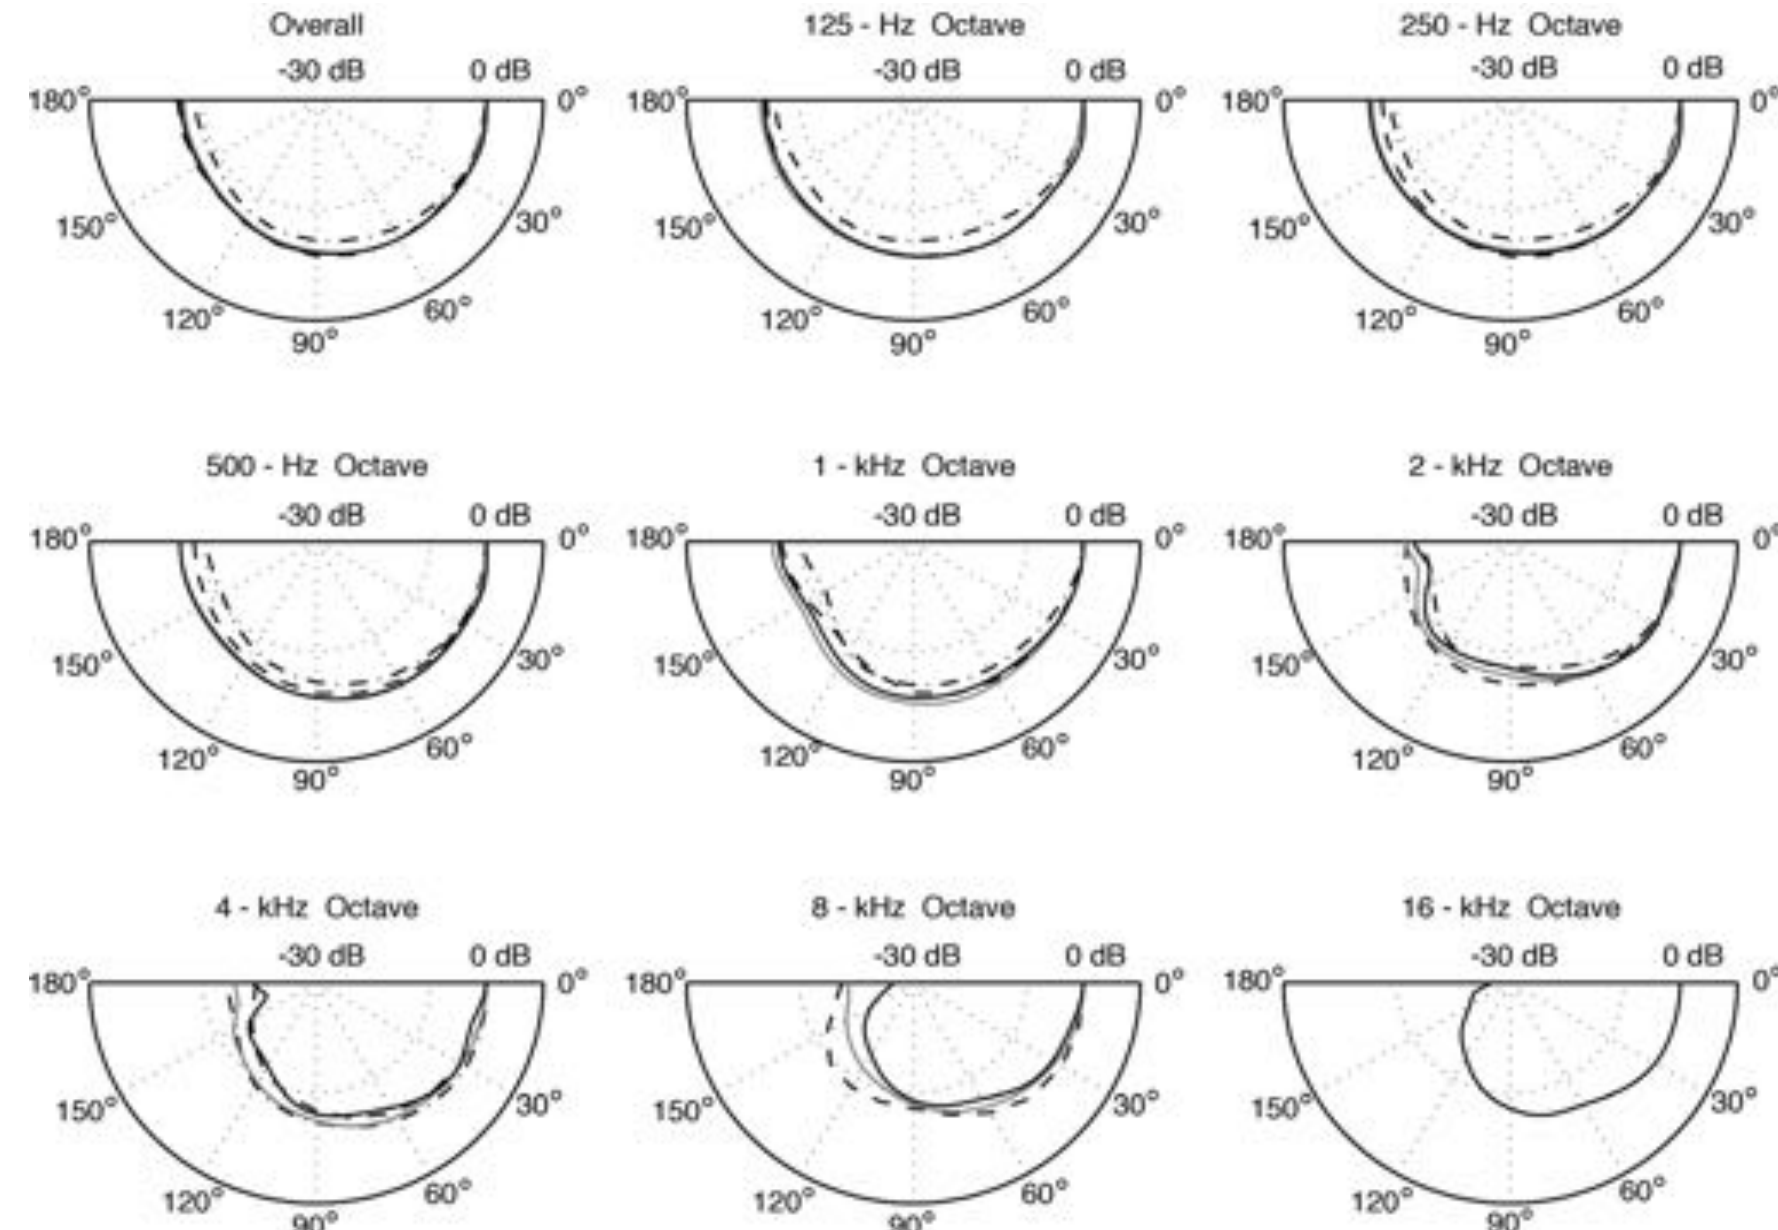 Overall
125 - Hz Octave
250 - Hz Octave
-30 dB 0 dB
-30 dB 0 dB
-30 dB 0 dB
180° 0°
180° 0°
180° 0°
150° 30°
150° 30°
150° 30°
120° 60°
120° 60°
120° 60°
90°
90°
90°
500 - Hz Octave
1 - kHz Octave
2 - kHz Octave
-30 dB 0 dB
-30 dB 0 dB
-30 dB 0 dB
180° 0°
180° 0°
180° 0°
150° 30°
150° 30°
150° 30°
120° 60°
120° 60°
120° 60°
90°
90°
90°
4 - kHz Octave
8 - kHz Octave
16 - kHz Octave
-30 dB 0 dB
-30 dB 0 dB
-30 dB 0 dB
180° 0°
180° 0°
180° 0°
150° 30°
150° 30°
150° 30°
120° 60°
120° 60°
120° 60°
90°
90°
90°